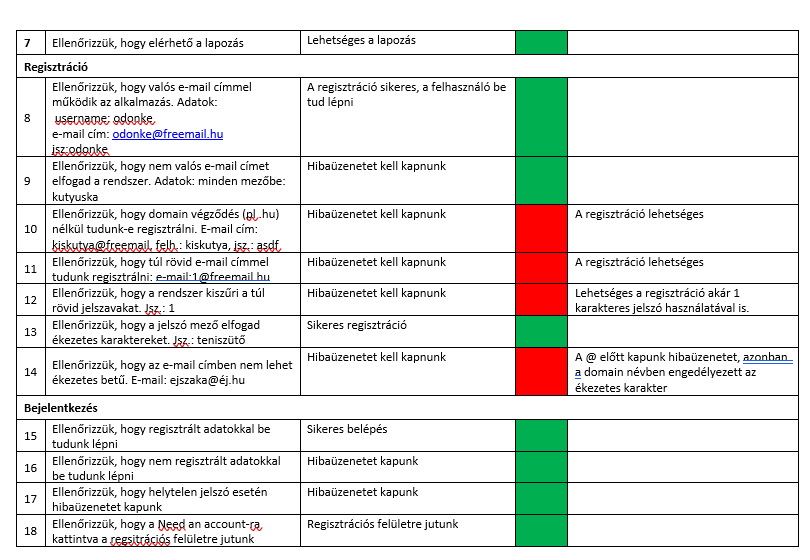 7 Ellenőrizzük, hogy elérhető a lapozás Lehetséges a lapozás
Regisztráció
8 Ellenőrizzük, hogy valós e-mail címmel
működik az alkalmazás. Adatok:
username: odonke
e-mail cím: odonke@freemail.hu
jsz:odonke
A regisztráció sikeres, a felhasználó be
tud lépni
9 Ellenőrizzük, hogy nem valós e-mail címet
elfogad a rendszer. Adatok: minden mezőbe:
kutyuska
Hibaüzenetet kell kapnunk
10 Ellenőrizzük, hogy domain végződés (pl .hu)
nélkül tudunk-e regisztrálni. E-mail cím:
kiskutya@freemail, felh.: kiskutya, jsz.: asdf
Hibaüzenetet kell kapnunk
A regisztráció lehetséges
11 Ellenőrizzük, hogy túl rövid e-mail címmel
tudunk regisztrálni: e-mail:1@freemail.hu
Hibaüzenetet kell kapnunk
A regisztráció lehetséges
12 Ellenőrizzük, hogy a rendszer kiszűri a túl
rövid jelszavakat. Jsz.: 1
Hibaüzenetet kell kapnunk
Lehetséges a regisztráció akár 1
karakteres jelszó használatával is.
13 Ellenőrizzük, hogy a jelszó mező elfogad
ékezetes karaktereket. Jsz.: teniszütő
Sikeres regisztráció
14 Ellenőrizzük, hogy az e-mail címben nem lehet
ékezetes betű. E-mail: ejszaka@éj.hu
Hibaüzenetet kell kapnunk
A @ előtt kapunk hibaüzenetet, azonban
a domain névben engedélyezett az
ékezetes karakter
Bejelentkezés
15 Ellenőrizzük, hogy regisztrált adatokkal be
tudunk lépni
Sikeres belépés
16 Ellenőrizzük, hogy nem regisztrált adatokkal
be tudunk lépni
Hibaüzenetet kapunk
17 Ellenőrizzük, hogy helytelen jelszó esetén
hibaüzenetet kapunk
Hibaüzenetet kapunk
18 Ellenőrizzük, hogy a Need an account-ra
kattintva a regsitrációs felületre jutunk
Regisztrációs felületre jutunk